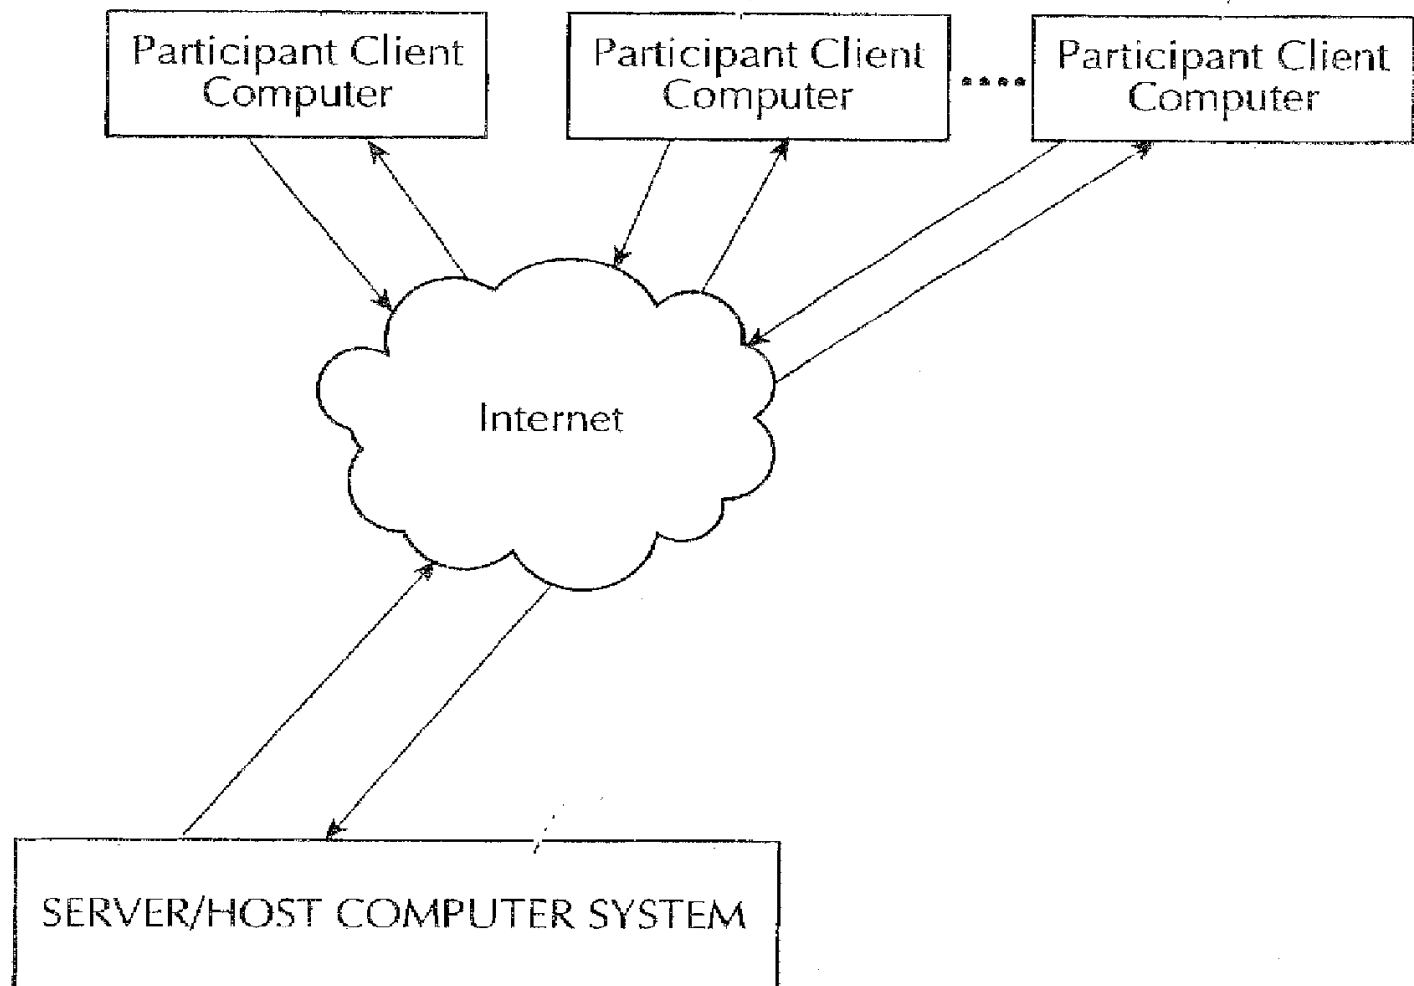 Participant Client
Computer
Participant Client
Computer
Participant Client
Computer
Internet
SERVER/HOST COMPUTER SYSTEM